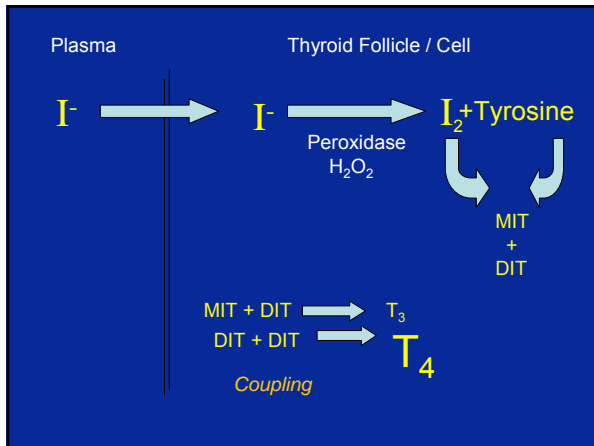 Plasma
Thyroid Follicle / Cell
I⁻
I⁻
I₂+Tyrosine
Peroxidase
H₂O₂
MIT
+
DIT
MIT + DIT
T₃
DIT + DIT
T₄
Coupling